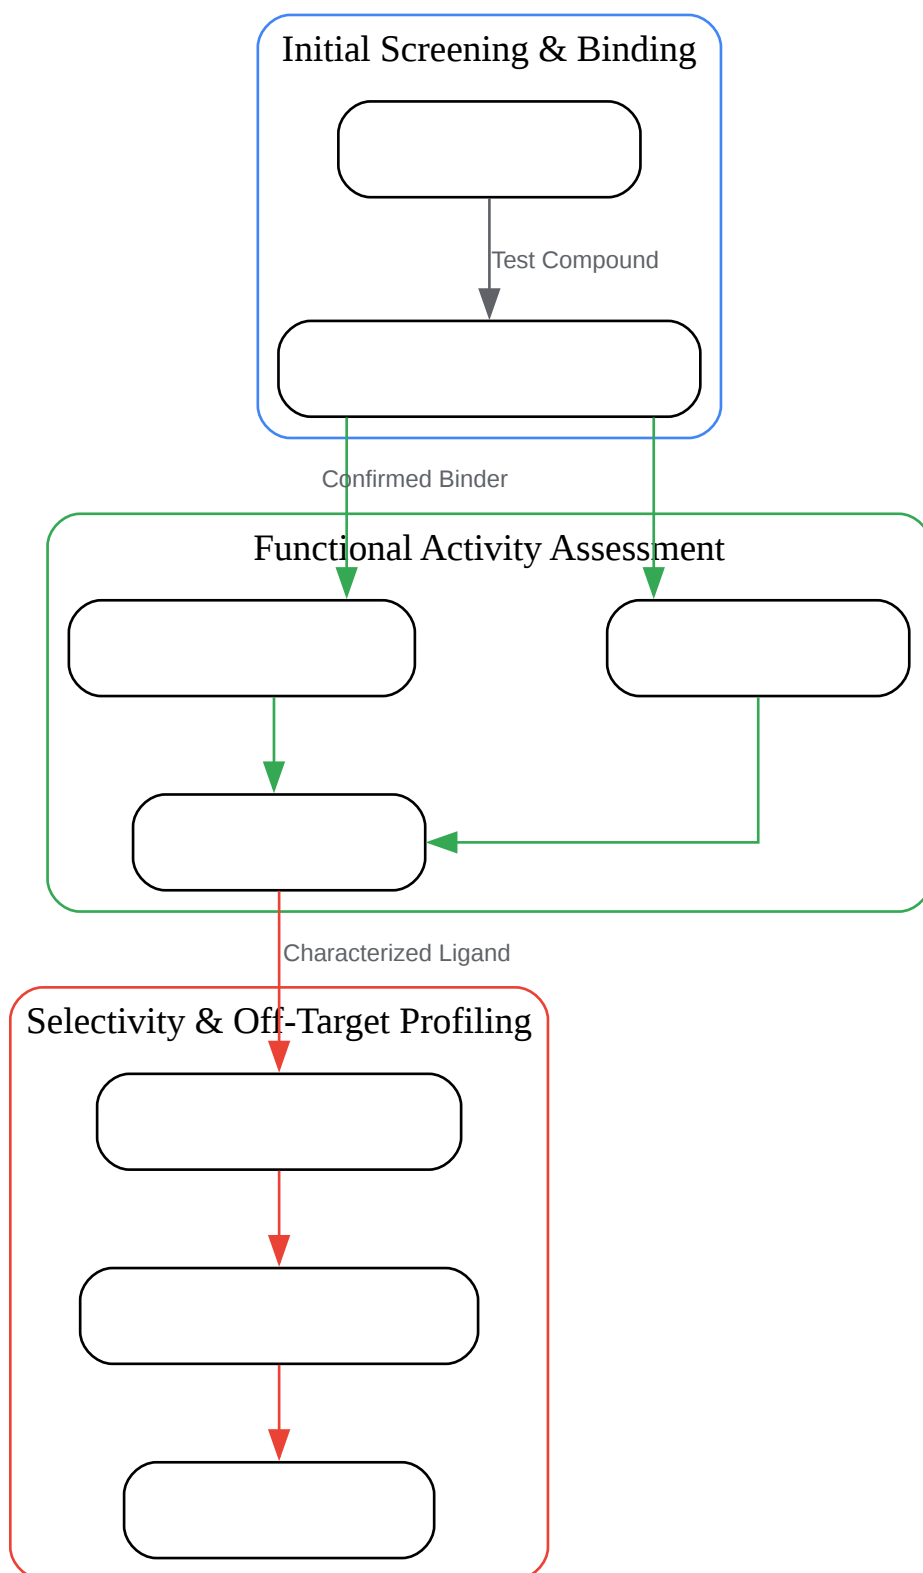 Initial Screening & Binding
Test Compound
Confirmed Binder
Functional Activity Assessment
Characterized Ligand
Selectivity & Off-Target Profiling